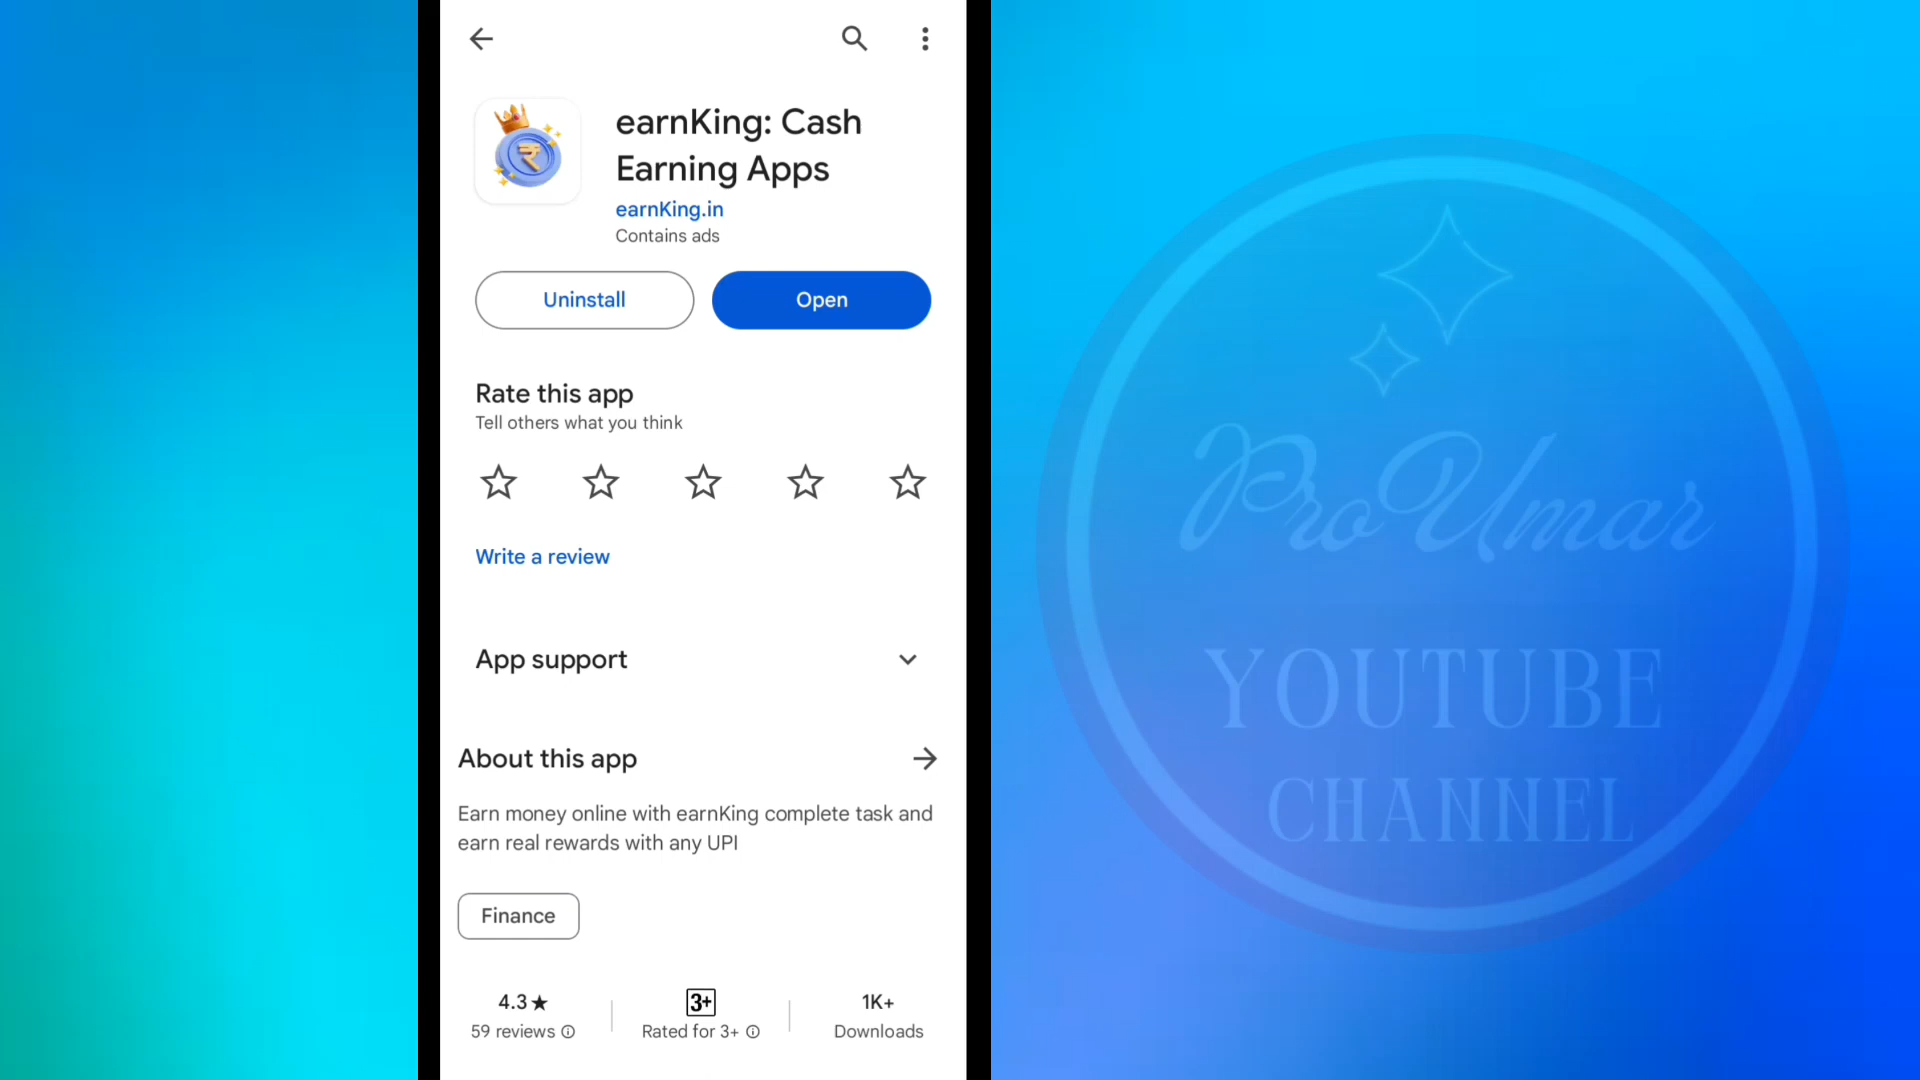 earnKing: Cash
Earning Apps
earnKing.in
Contains ads
Uninstall
Open
Rate this app
Tell others what you think
Write a review
App support
About this app
Earn money online with earnKing complete task and
earn real rewards with any UPI
Finance
4.3★
59 reviews
3+
Rated for 3+
1K+
Downloads
₹
Pro Umar
YOUTUBE
CHANNEL